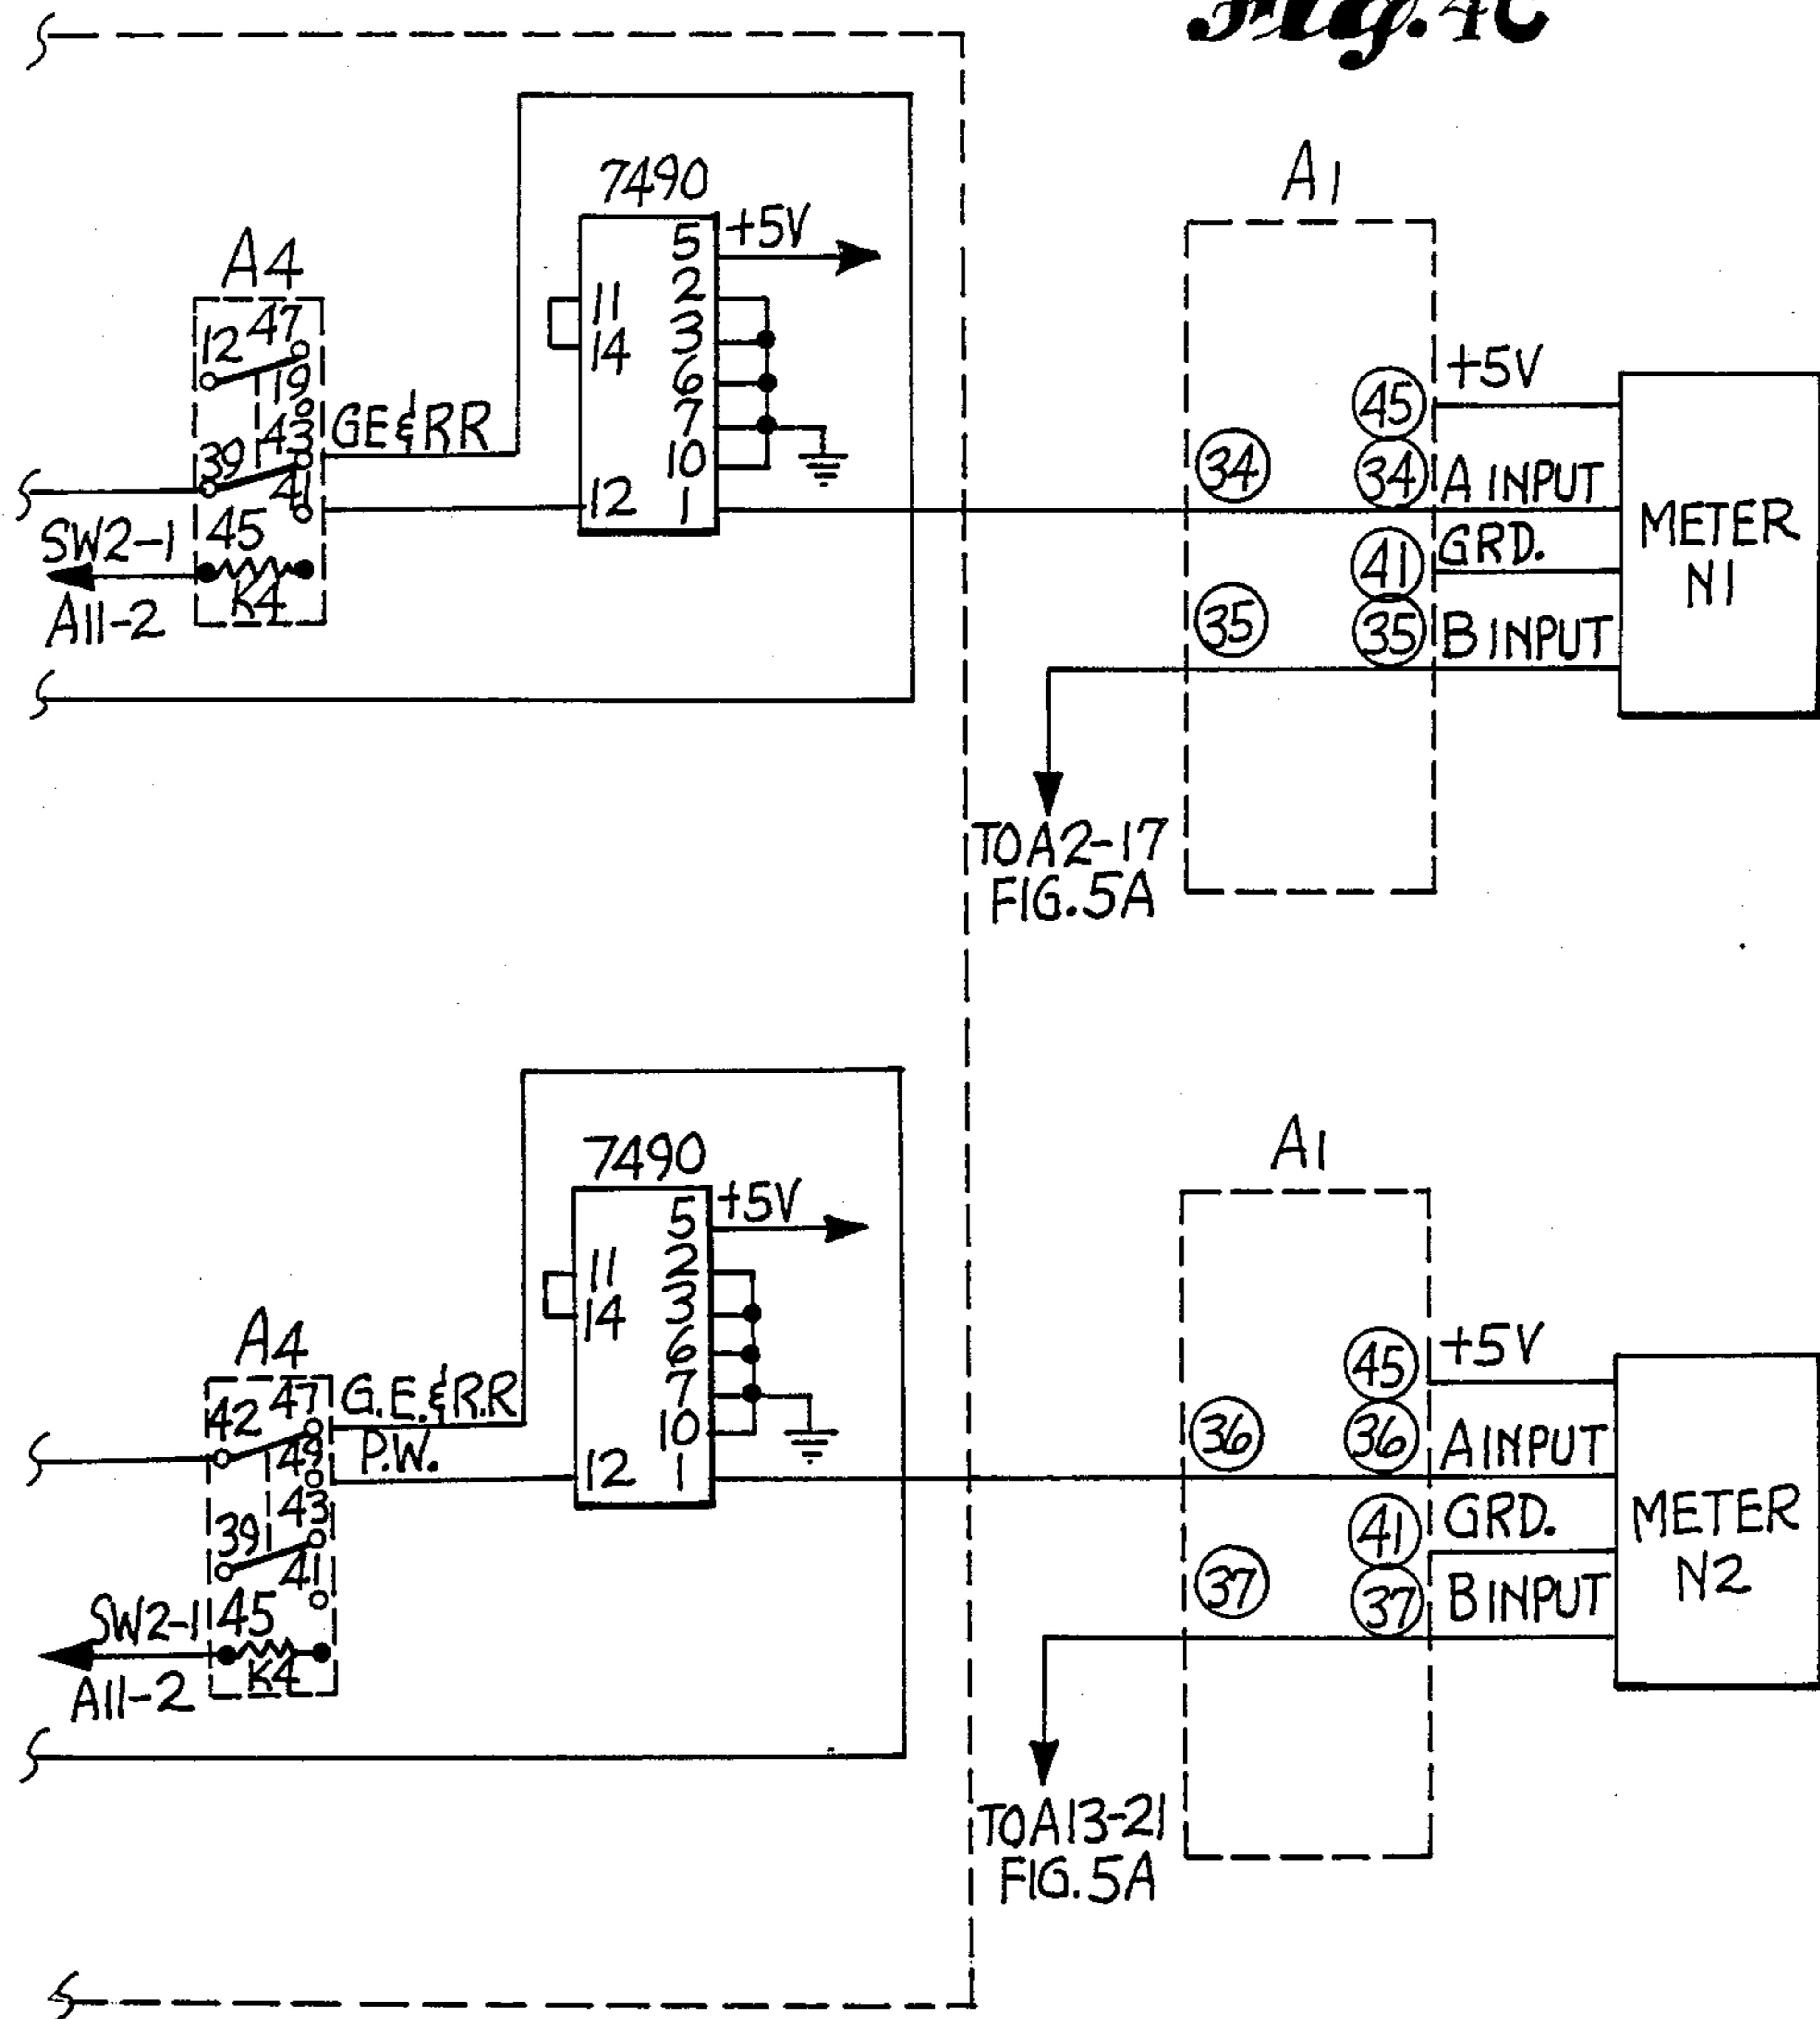 Fig. 4C
7490
A1
+5V
5
2
3
6
7
10
1
11
14
12
A4
12 47
19
43
39
41
45
K4
GE&RR
SW2-1
A11-2
45
34
34
41
35
35
+5V
A INPUT
GRD.
B INPUT
METER
N1
TO A2-17
FIG. 5A
7490
A1
+5V
5
2
3
6
7
10
1
11
14
12
A4
42 47
49
43
39
41
45
K4
G.E.&R.R
P.W.
SW2-1
A11-2
45
36
36
41
37
37
+5V
A INPUT
GRD.
B INPUT
METER
N2
TO A13-21
FIG. 5A